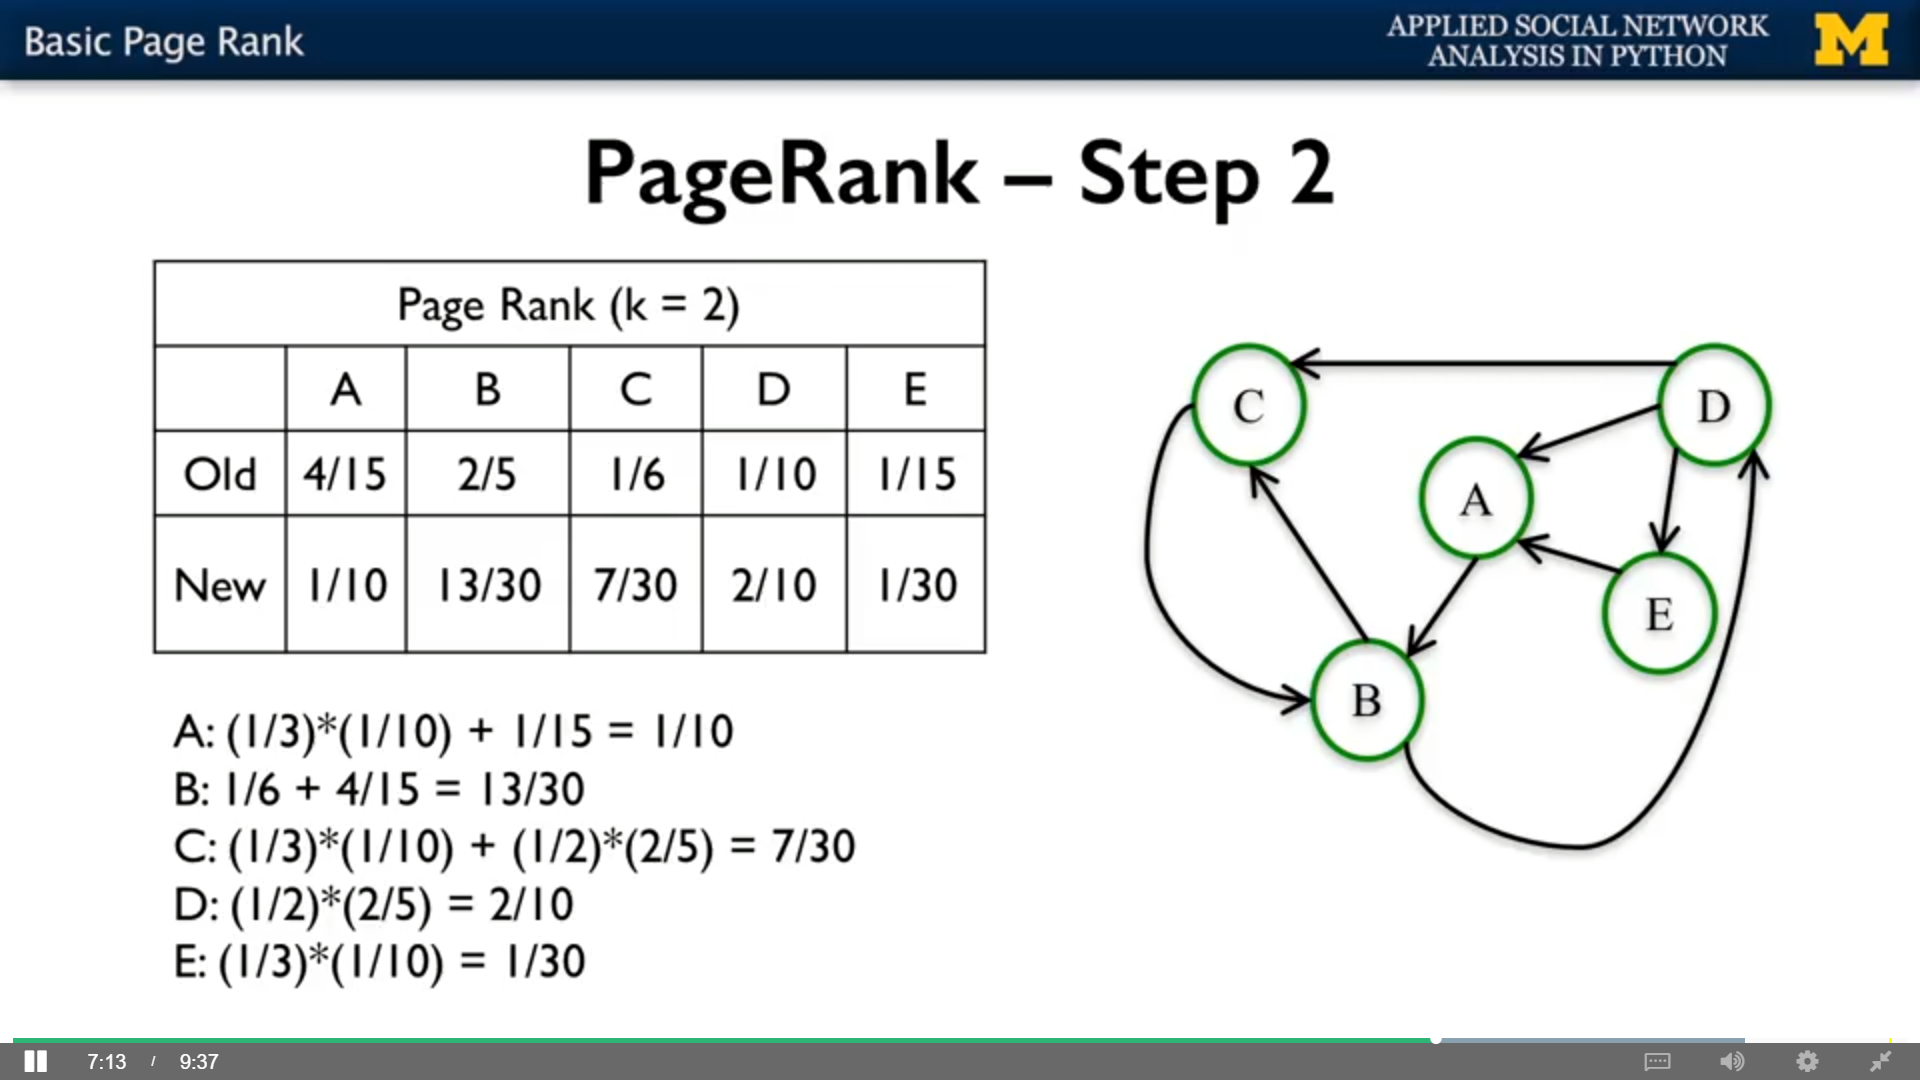 Basic Page Rank
APPLIED SOCIAL NETWORK
ANALYSIS IN PYTHON
M
PageRank – Step 2
Page Rank (k = 2)
A B C D E
Old 4/15 2/5 1/6 1/10 1/15
New 1/10 13/30 7/30 2/10 1/30
A: (1/3)*(1/10) + 1/15 = 1/10
B: 1/6 + 4/15 = 13/30
C: (1/3)*(1/10) + (1/2)*(2/5) = 7/30
D: (1/2)*(2/5) = 2/10
E: (1/3)*(1/10) = 1/30
C
D
A
E
B
7:13 / 9:37